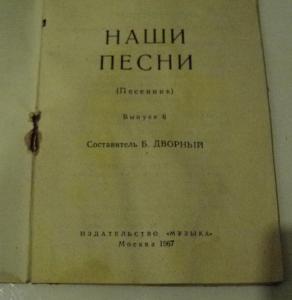 НАШИ
ПЕСНИ
(Песенник)
Выпуск 6
Составитель Б. ДВОРНЫЙ
ИЗДАТЕЛЬСТВО «МУЗЫКА»
Москва 1967